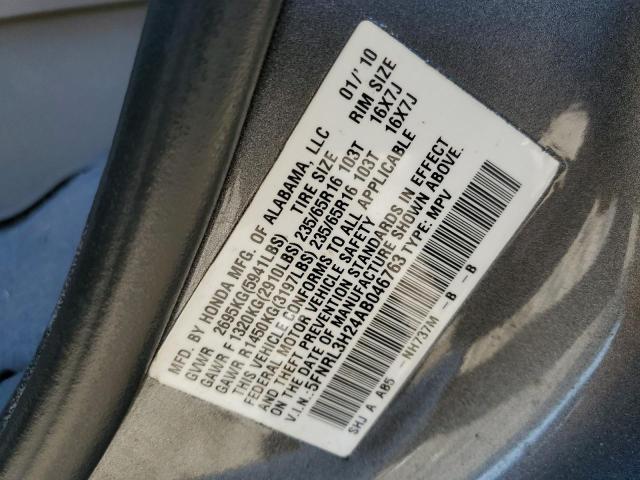 MFD. BY HONDA MFG. OF ALABAMA, LLC 01/'10
GVWR 2695KG(5941LBS) TIRE SIZE RIM SIZE
GAWR F 1320KG(2910LBS) 235/65R16 103T 16X7J
GAWR R1450KG(3197LBS) 235/65R16 103T 16X7J
THIS VEHICLE CONFORMS TO ALL APPLICABLE
FEDERAL MOTOR VEHICLE SAFETY
AND THEFT PREVENTION STANDARDS IN EFFECT
ON THE DATE OF MANUFACTURE SHOWN ABOVE.
V.I.N.:5FNRL3H24AB046763 TYPE: MPV
SHJ A A85 - NH737M - B - B